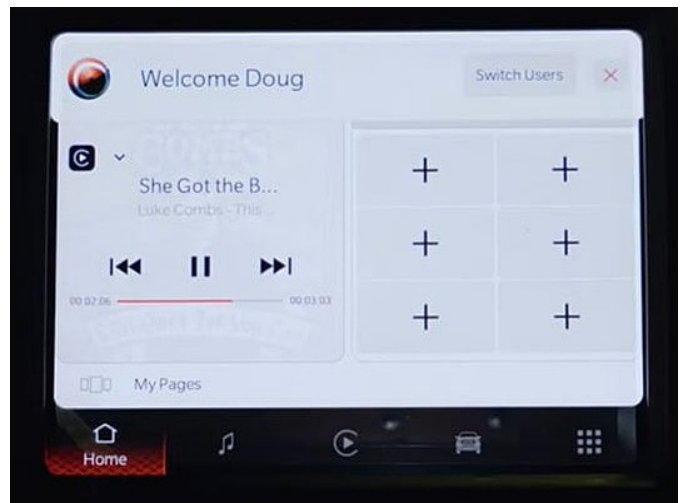 Welcome Doug
Switch Users
She Got the B...
Luke Combs - This ...
00:02:06
00:03:03
My Pages
Home